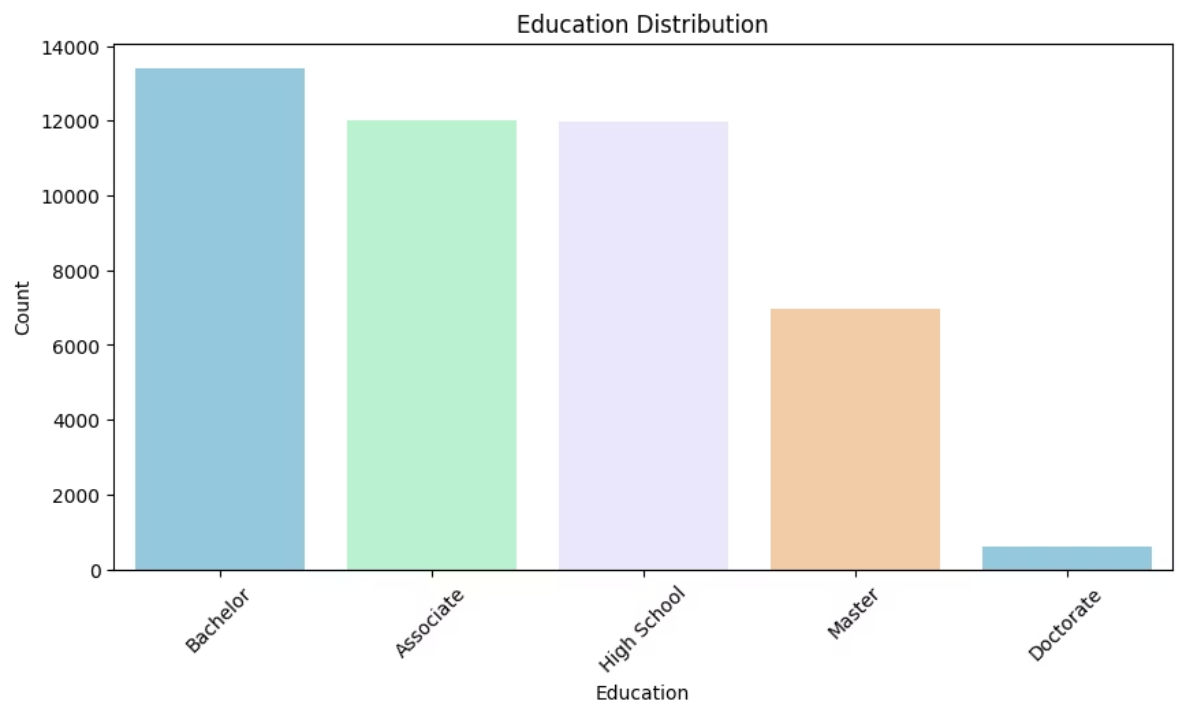 Education Distribution
14000
12000
10000
8000
6000
4000
2000
0
Count
Bachelor
Associate
High School
Master
Doctorate
Education